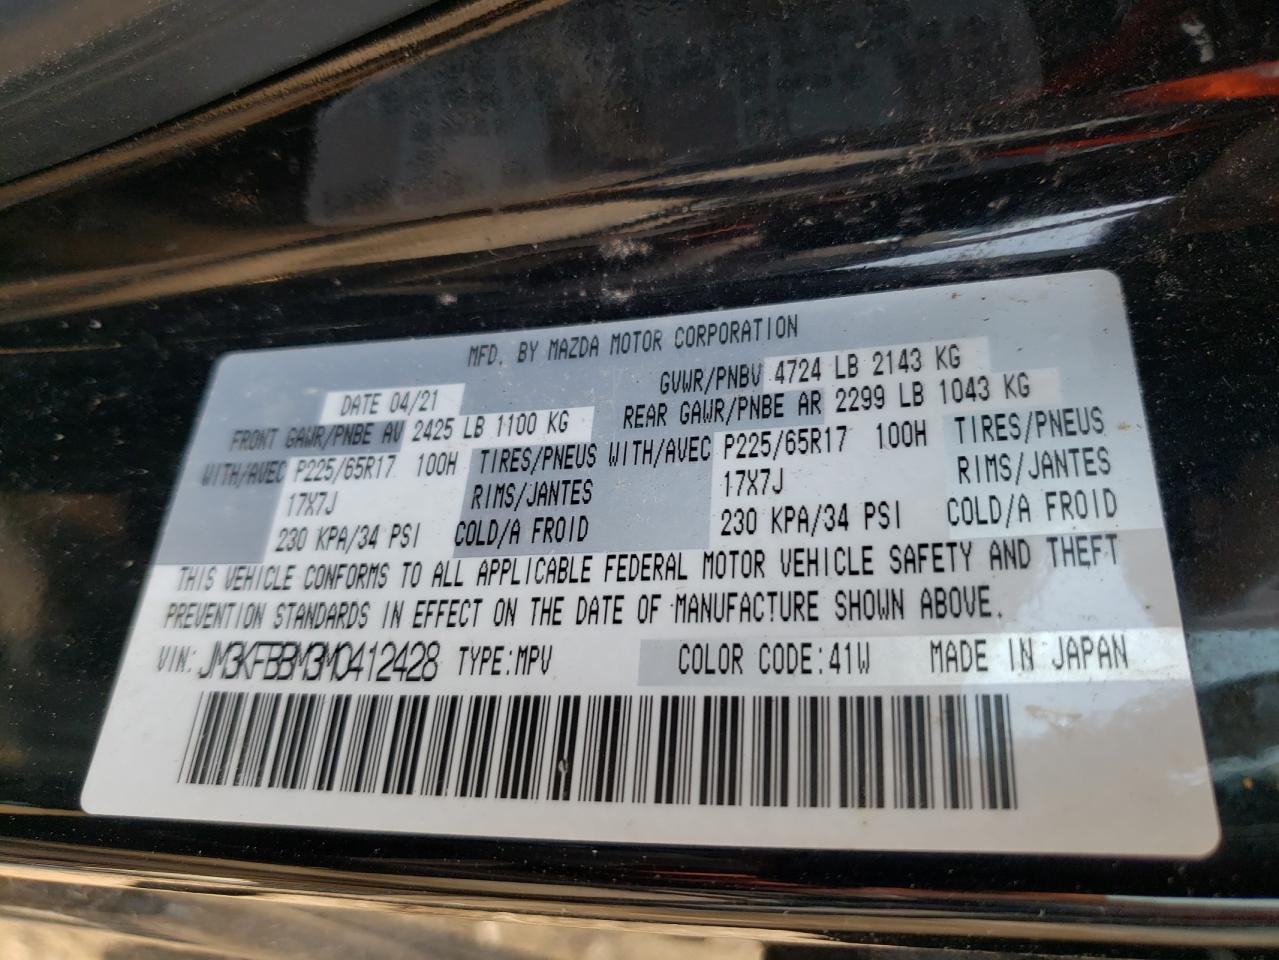 MFD. BY MAZDA MOTOR CORPORATION
DATE 04/21 GVWR/PNBV 4724 LB 2143 KG
FRONT GAWR/PNBE AV 2425 LB 1100 KG REAR GAWR/PNBE AR 2299 LB 1043 KG
WITH/AVEC P225/65R17 100H TIRES/PNEUS WITH/AVEC P225/65R17 100H TIRES/PNEUS
17X7J RIMS/JANTES 17X7J RIMS/JANTES
230 KPA/34 PSI COLD/A FROID 230 KPA/34 PSI COLD/A FROID
THIS VEHICLE CONFORMS TO ALL APPLICABLE FEDERAL MOTOR VEHICLE SAFETY AND THEFT
PREVENTION STANDARDS IN EFFECT ON THE DATE OF MANUFACTURE SHOWN ABOVE.
VIN: JM3KFBBM3M0412428 TYPE:MPV COLOR CODE:41W MADE IN JAPAN